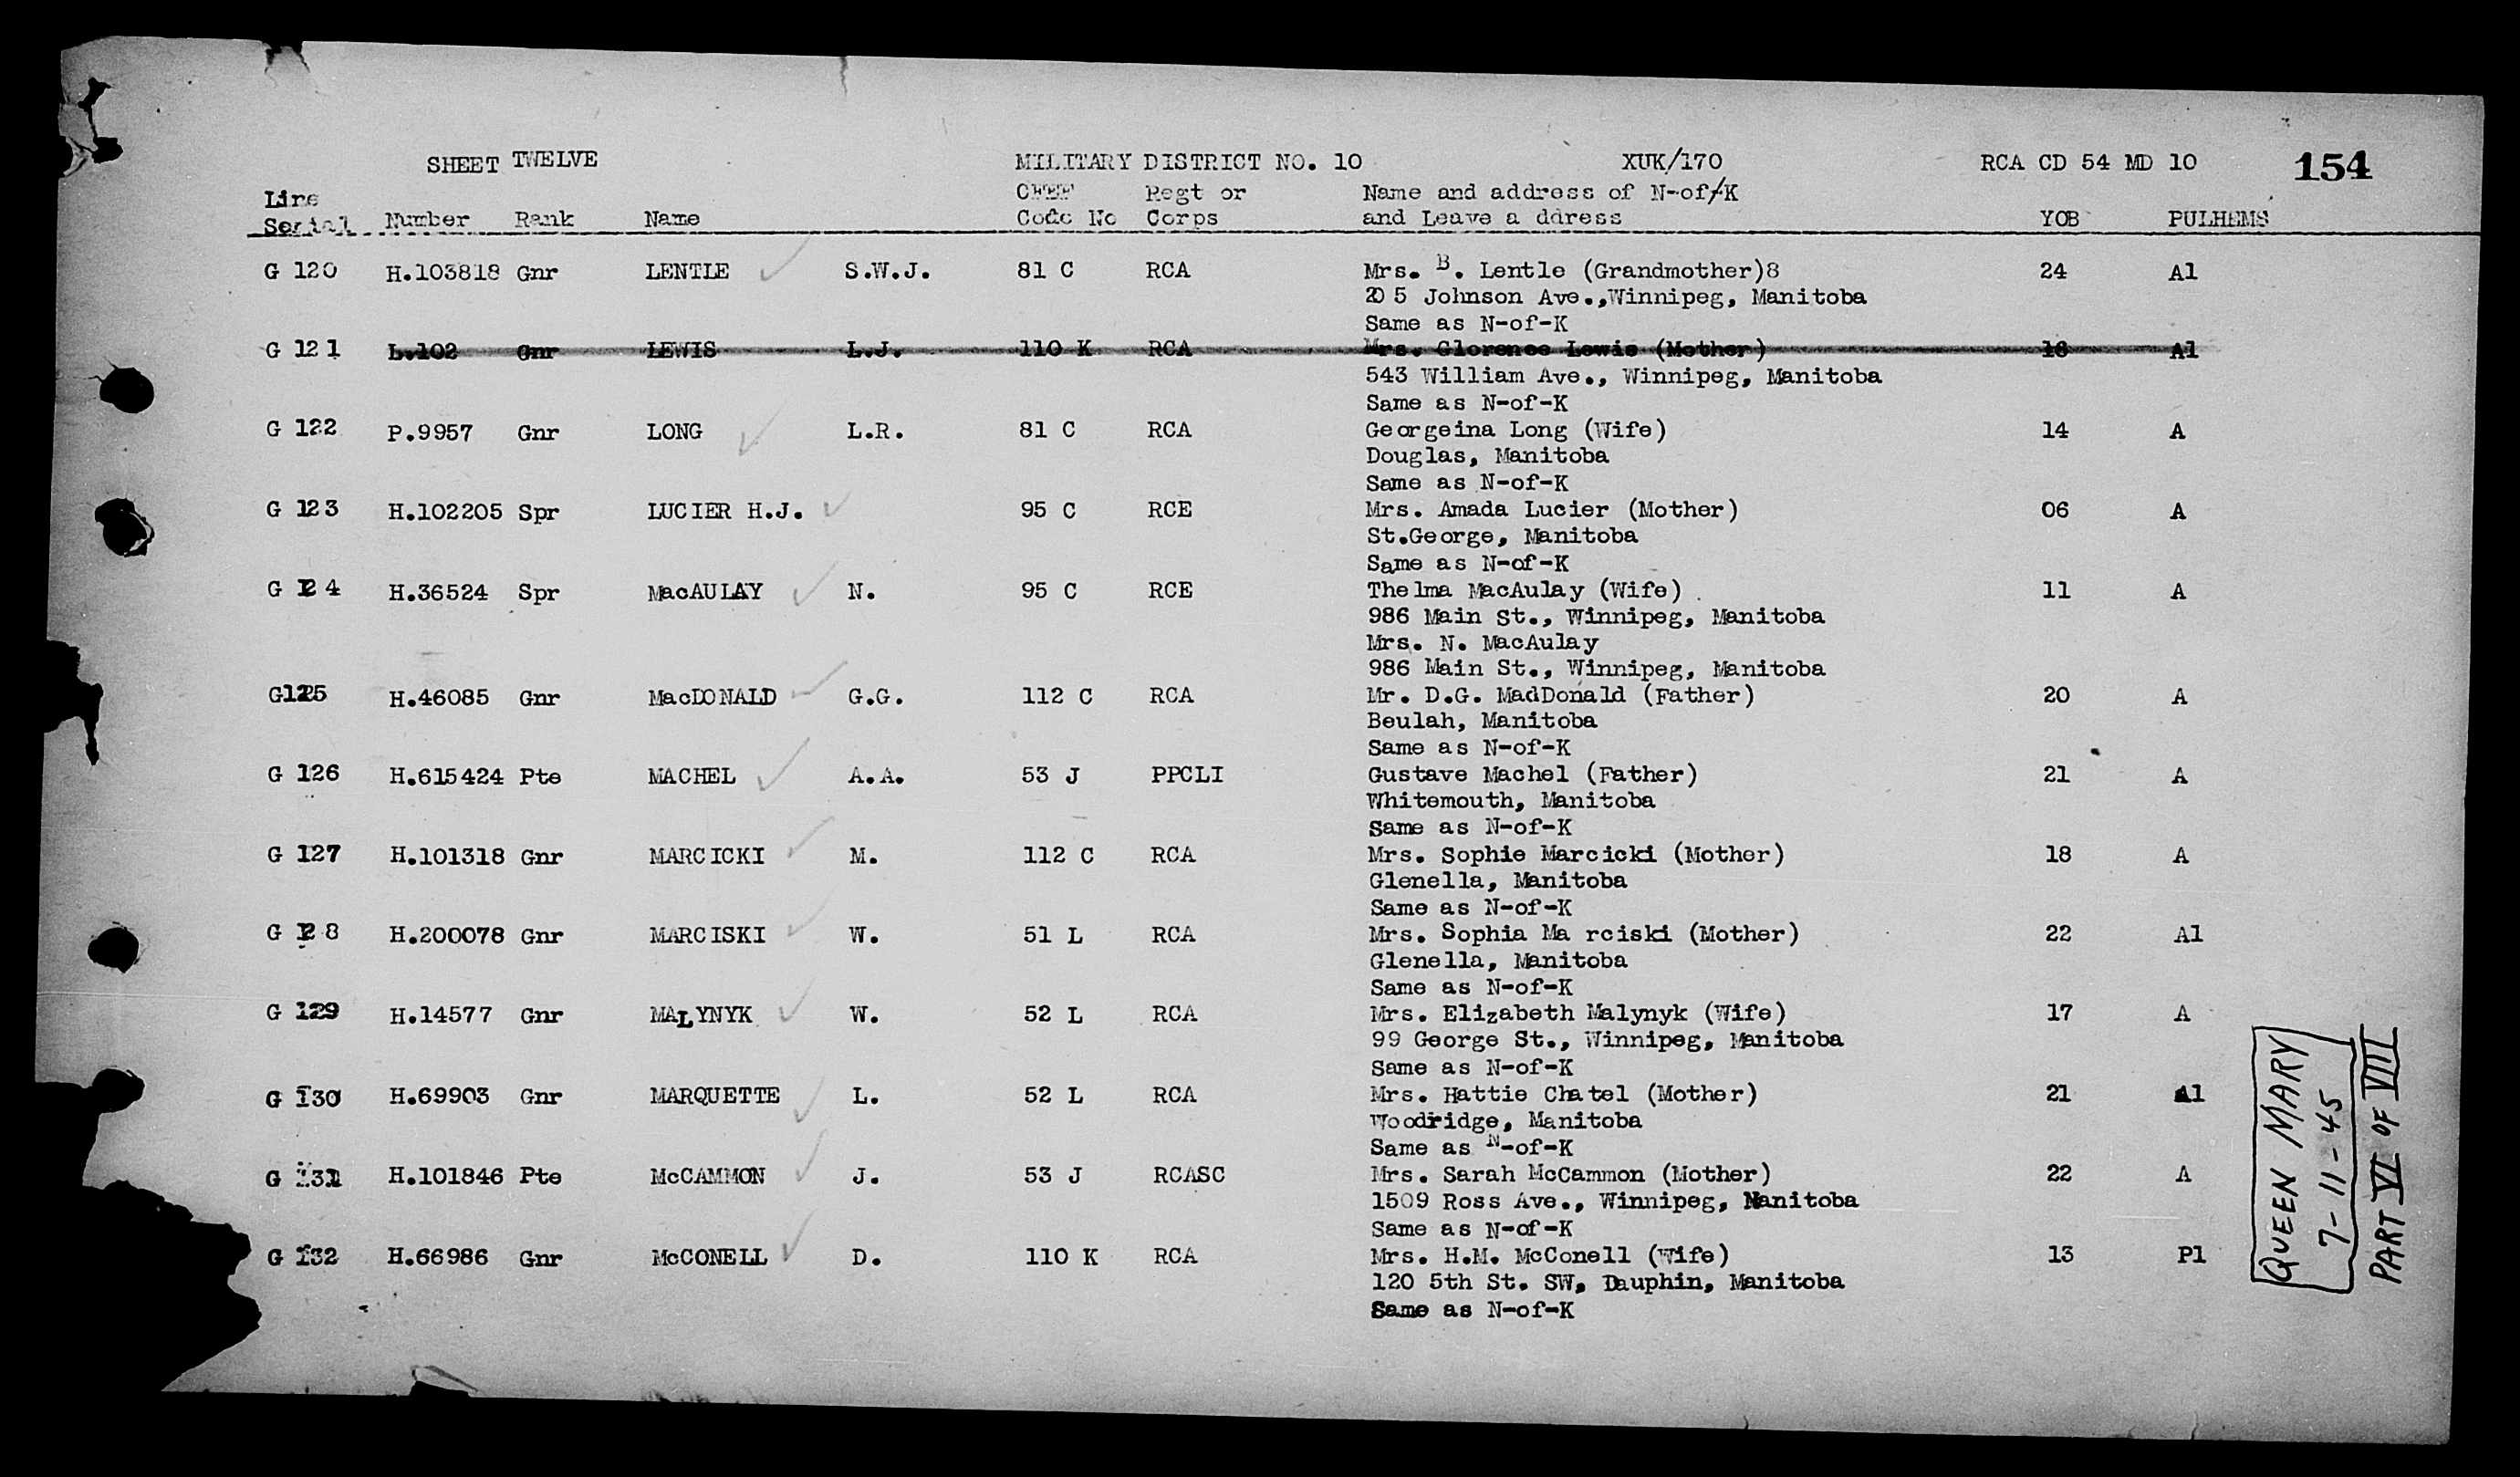 SHEET TWELVE MILITARY DISTRICT NO. 10 XUK/170 RCA CD 54 MD 10 154
Line CEEF Regt or Name and address of N-of-K
Serial Number Rank Name Code No Corps and Leave a ddress YOB PULHEMS
G 120 H.103818 Gnr LENTLE S.W.J. 81 C RCA Mrs. B. Lentle (Grandmother)8 24 A1
205 Johnson Ave.,Winnipeg, Manitoba
Same as N-of-K
G 121 L.102 Gnr LEWIS L.J. 110 K RCA Mrs. Glorence Lewis (Mother) 16 A1
543 William Ave., Winnipeg, Manitoba
Same as N-of-K
G 122 P.9957 Gnr LONG L.R. 81 C RCA Georgeina Long (Wife) 14 A
Douglas, Manitoba
Same as N-of-K
G 123 H.102205 Spr LUCIER H.J. 95 C RCE Mrs. Amada Lucier (Mother) 06 A
St.George, Manitoba
Same as N-of-K
G 124 H.36524 Spr MacAULAY N. 95 C RCE Thelma MacAulay (Wife) 11 A
986 Main St., Winnipeg, Manitoba
Mrs. N. MacAulay
986 Main St., Winnipeg, Manitoba
G125 H.46085 Gnr MacDONALD G.G. 112 C RCA Mr. D.G. MadDonald (Father) 20 A
Beulah, Manitoba
Same as N-of-K
G 126 H.615424 Pte MACHEL A.A. 53 J PPCLI Gustave Machel (Father) 21 A
Whitemouth, Manitoba
Same as N-of-K
G 127 H.101318 Gnr MARCICKI M. 112 C RCA Mrs. Sophie Marcicki (Mother) 18 A
Glenella, Manitoba
Same as N-of-K
G 128 H.200078 Gnr MARCISKI W. 51 L RCA Mrs. Sophia Ma rciski (Mother) 22 A1
Glenella, Manitoba
Same as N-of-K
G 129 H.14577 Gnr MALYNYK W. 52 L RCA Mrs. Elizabeth Malynyk (Wife) 17 A
99 George St., Winnipeg, Manitoba
Same as N-of-K
G 130 H.69903 Gnr MARQUETTE L. 52 L RCA Mrs. Hattie Chatel (Mother) 21 A1
Woodridge, Manitoba
Same as N-of-K
G 131 H.101846 Pte McCAMMON J. 53 J RCASC Mrs. Sarah McCammon (Mother) 22 A
1509 Ross Ave., Winnipeg, Manitoba
Same as N-of-K
G 132 H.66986 Gnr McCONELL D. 110 K RCA Mrs. H.M. McConell (Wife) 13 P1
120 5th St. SW, Dauphin, Manitoba
Same as N-of-K
QUEEN MARY
7-11-45
PART VI OF VIII